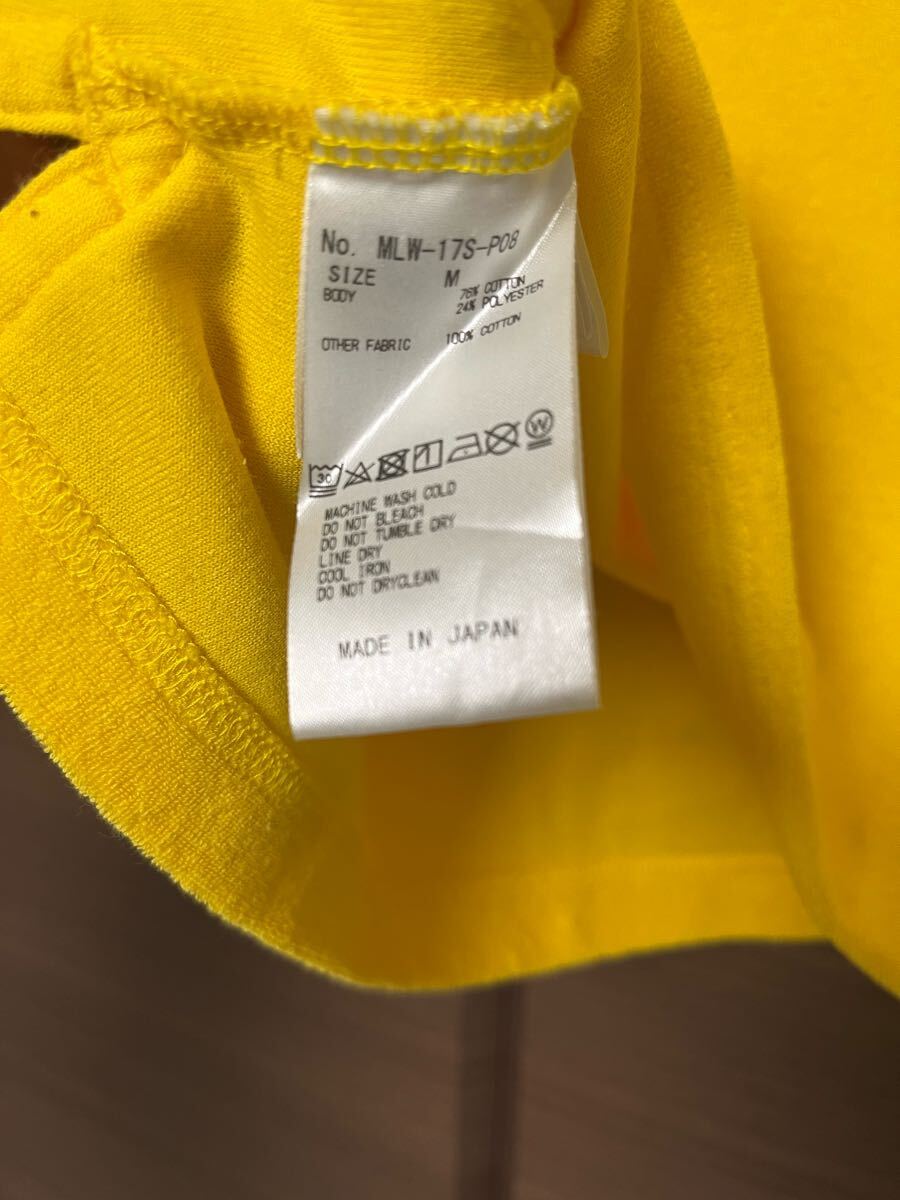 No. MLW-17S-P08
SIZE M
BODY 76% COTTON
24% POLYESTER
OTHER FABRIC 100% COTTON
30 W
MACHINE WASH COLD
DO NOT BLEACH
DO NOT TUMBLE DRY
LINE DRY
COOL IRON
DO NOT DRYCLEAN
MADE IN JAPAN